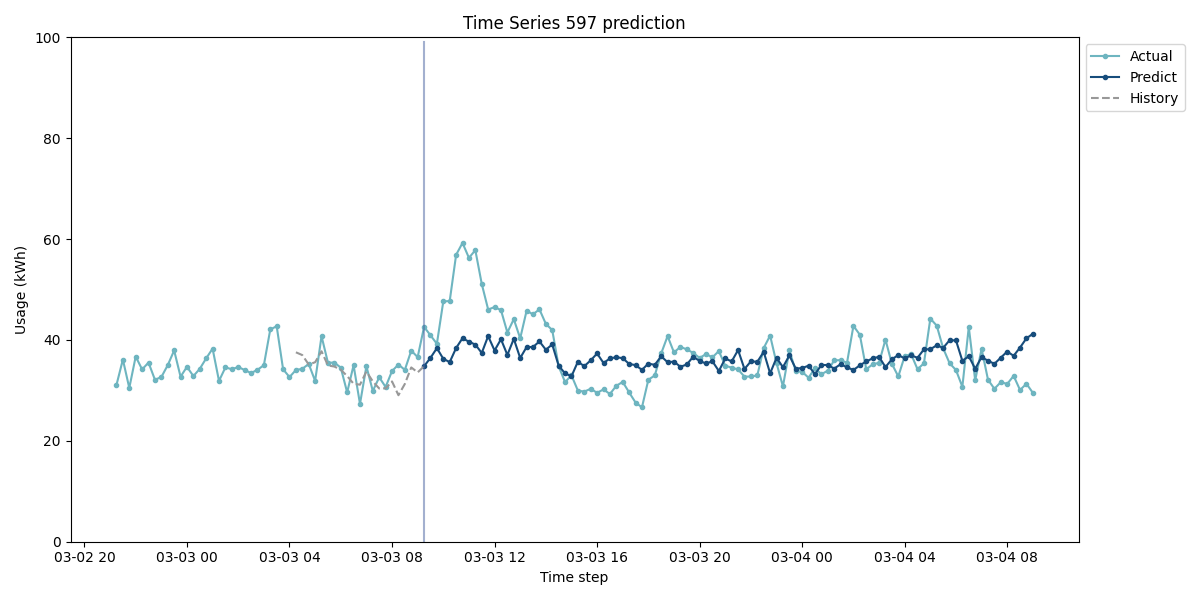 Time Series 597 prediction
100
80
60
40
20
0
Usage (kWh)
03-02 20
03-03 00
03-03 04
03-03 08
03-03 12
03-03 16
03-03 20
03-04 00
03-04 04
03-04 08
Time step
Actual
Predict
History